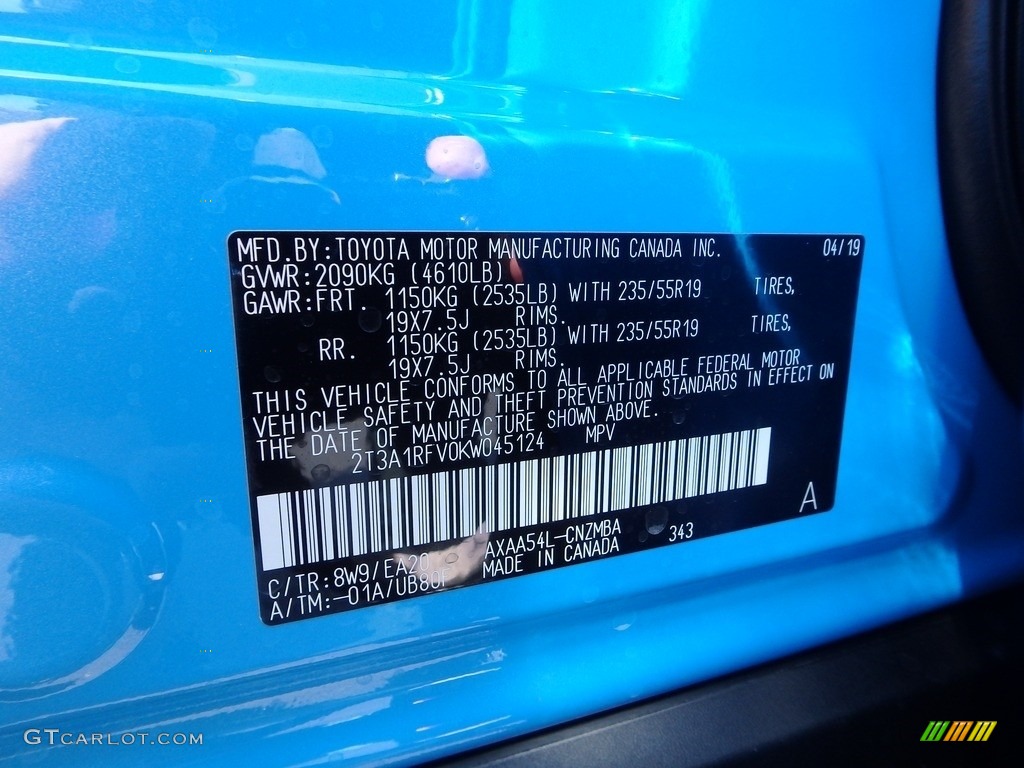 MFD.BY:TOYOTA MOTOR MANUFACTURING CANADA INC. 04/19
GVWR:2090KG (4610LB)
GAWR:FRT. 1150KG (2535LB) WITH 235/55R19 TIRES,
19X7.5J RIMS.
RR. 1150KG (2535LB) WITH 235/55R19 TIRES,
19X7.5J RIMS.
THIS VEHICLE CONFORMS TO ALL APPLICABLE FEDERAL MOTOR
VEHICLE SAFETY AND THEFT PREVENTION STANDARDS IN EFFECT ON
THE DATE OF MANUFACTURE SHOWN ABOVE.
2T3A1RFV0KW045124 MPV
A
C/TR:8W9/EA20 AXAA54L-CNZMBA 343
A/TM:-01A/UB80F MADE IN CANADA
GTCARLOT.COM